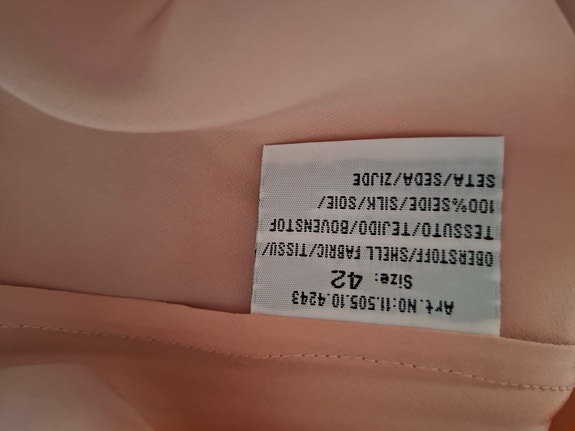 Art.NO:11.505.10.4243
Size: 42
OBERSTOFF/SHELL FABRIC/TISSU/
TESSUTO/TEJIDO/BOVENSTOF
100%SEIDE/SILK/SOIE/
SETA/SEDA/ZIJDE